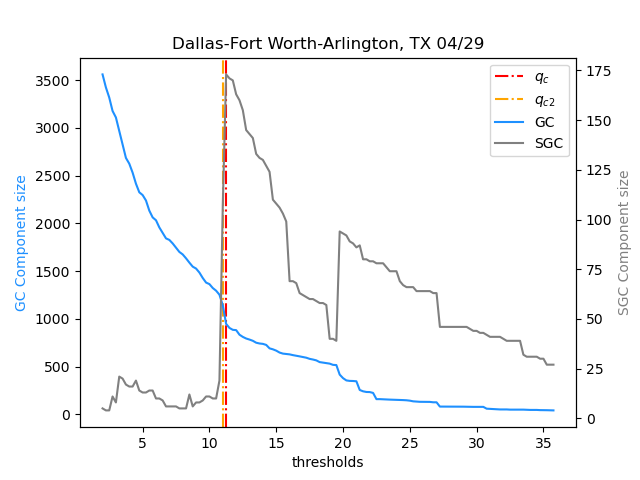 Dallas-Fort Worth-Arlington, TX 04/29
GC Component size
3500
3000
2500
2000
1500
1000
500
0
175
150
125
100
75
50
25
0
SGC Component size
q_c
q_c2
GC
SGC
5 10 15 20 25 30 35
thresholds